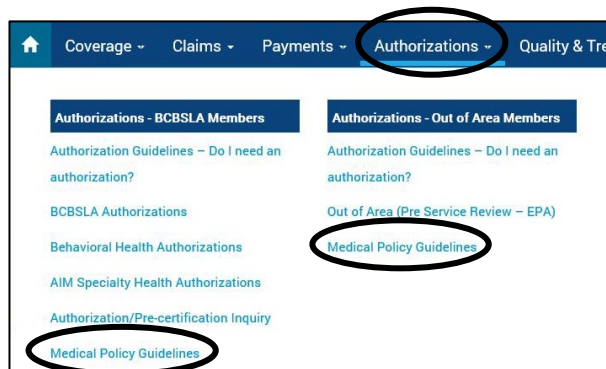 Coverage Claims Payments Authorizations Quality &
Authorizations - BCBSLA Members
Authorization Guidelines – Do I need an
authorization?
BCBSLA Authorizations
Behavioral Health Authorizations
AIM Specialty Health Authorizations
Authorization/Pre-certification Inquiry
Medical Policy Guidelines
Authorizations - Out of Area Members
Authorization Guidelines – Do I need an
authorization?
Out of Area (Pre Service Review – EPA)
Medical Policy Guidelines